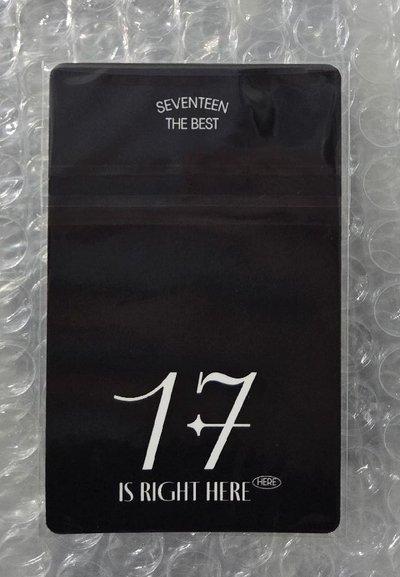 SEVENTEEN
THE BEST
17
IS RIGHT HERE HERE